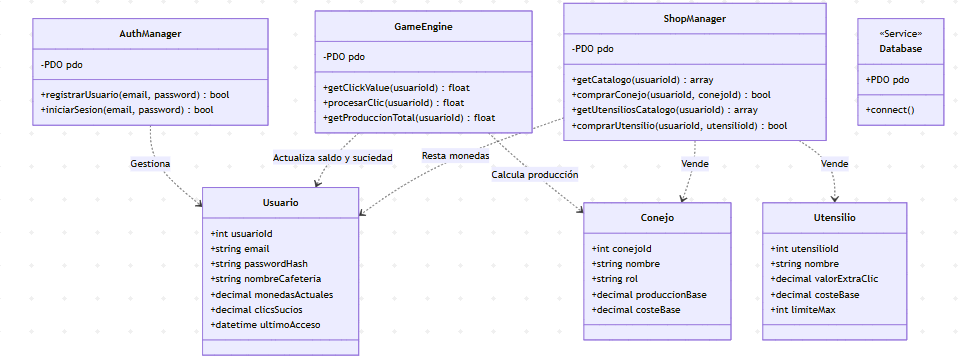 AuthManager
-PDO pdo
+registrarUsuario(email, password) : bool
+iniciarSesion(email, password) : bool
GameEngine
-PDO pdo
+getClickValue(usuarioId) : float
+procesarClic(usuarioId) : float
+getProduccionTotal(usuarioId) : float
ShopManager
-PDO pdo
+getCatalogo(usuarioId) : array
+comprarConejo(usuarioId, conejoId) : bool
+getUtensiliosCatalogo(usuarioId) : array
+comprarUtensilio(usuarioId, utensilioId) : bool
«Service»
Database
+PDO pdo
+connect()
Gestiona
Actualiza saldo y suciedad
Resta monedas
Calcula producción
Vende
Vende
Usuario
+int usuarioId
+string email
+string passwordHash
+string nombreCafeteria
+decimal monedasActuales
+decimal clicsSucios
+datetime ultimoAcceso
Conejo
+int conejoId
+string nombre
+string rol
+decimal produccionBase
+decimal costeBase
Utensilio
+int utensilioId
+string nombre
+decimal valorExtraClic
+decimal costeBase
+int limiteMax